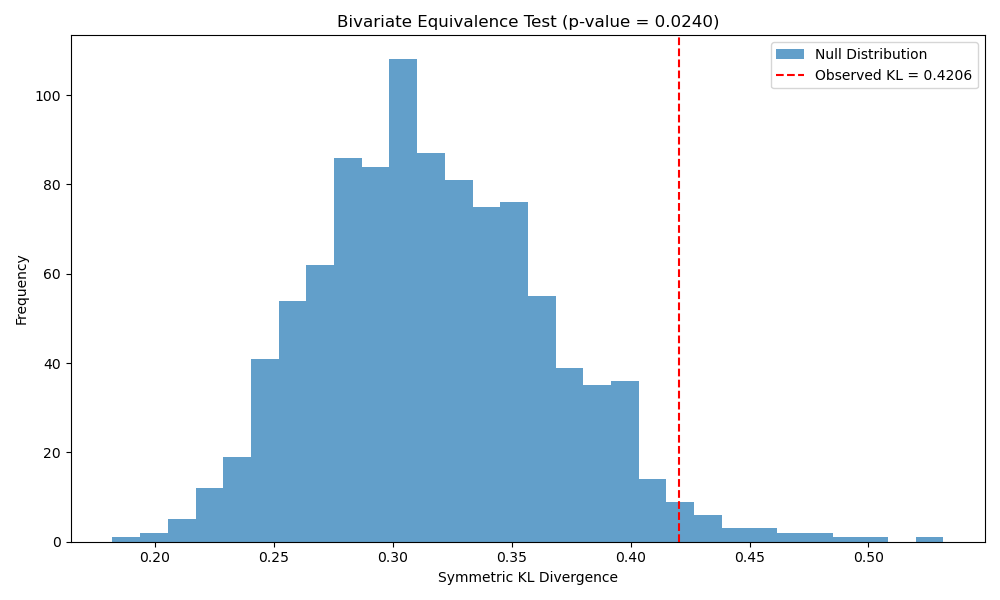 Bivariate Equivalence Test (p-value = 0.0240)
Null Distribution
Observed KL = 0.4206
Frequency
100
80
60
40
20
0
0.20 0.25 0.30 0.35 0.40 0.45 0.50
Symmetric KL Divergence